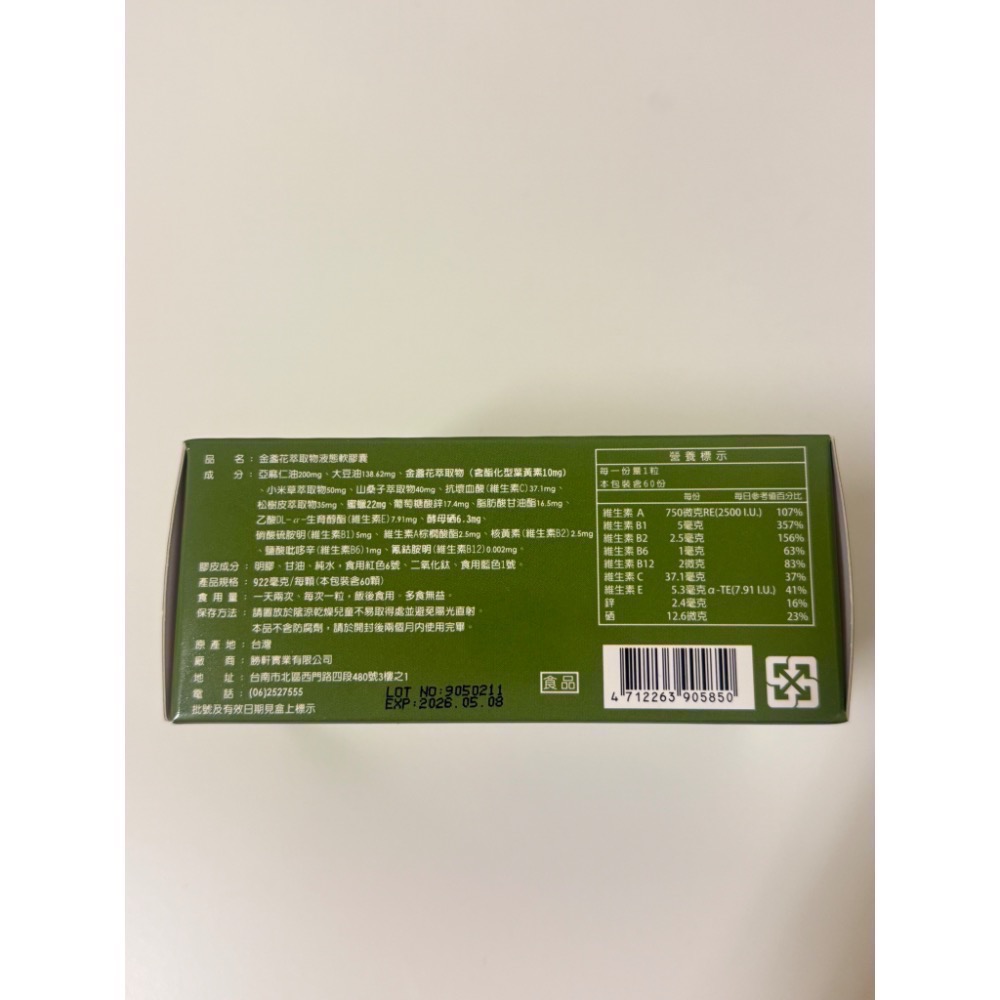 品 名：金盞花萃取物液態軟膠囊
成 分：亞麻仁油200mg、大豆油138.62mg、金盞花萃取物（含酯化型葉黃素10mg）
、小米草萃取物50mg、山桑子萃取物40mg、抗壞血酸(維生素C)37.1mg、
松樹皮萃取物35mg、蜜蠟22mg、葡萄糖酸鋅17.4mg、脂肪酸甘油酯16.5mg、
乙酸DL-α-生育醇酯(維生素E)7.91mg、酵母硒6.3mg、
硝酸硫胺明(維生素B1)5mg、維生素A棕櫚酸酯2.5mg、核黃素(維生素B2)2.5mg
、鹽酸吡哆辛(維生素B6)1mg、氰鈷胺明(維生素B12)0.002mg。
膠皮成分：明膠、甘油、純水，食用紅色6號、二氧化鈦、食用藍色1號。
產品規格：922毫克/每顆(本包裝含60顆)
食 用 量：一天兩次、每次一粒，飯後食用。多食無益。
保存方法：請置放於陰涼乾燥兒童不易取得處並避免陽光直射。
本品不含防腐劑，請於開封後兩個月內使用完畢。
原 產 地：台灣
廠 商：勝軒實業有限公司
地 址：台南市北區西門路四段480號3樓之1
電 話：(06)2527555
批號及有效日期見盒上標示
LOT NO:9050211
EXP:2026.05.08
食品
營養標示
每一份量1粒
本包裝含60份
每份 每日參考值百分比
維生素 A 750微克RE(2500 I.U.) 107%
維生素 B1 5毫克 357%
維生素 B2 2.5毫克 156%
維生素 B6 1毫克 63%
維生素 B12 2微克 83%
維生素 C 37.1毫克 37%
維生素 E 5.3毫克α-TE(7.91 I.U.) 41%
鋅 2.4毫克 16%
硒 12.6微克 23%
4 712263 905850